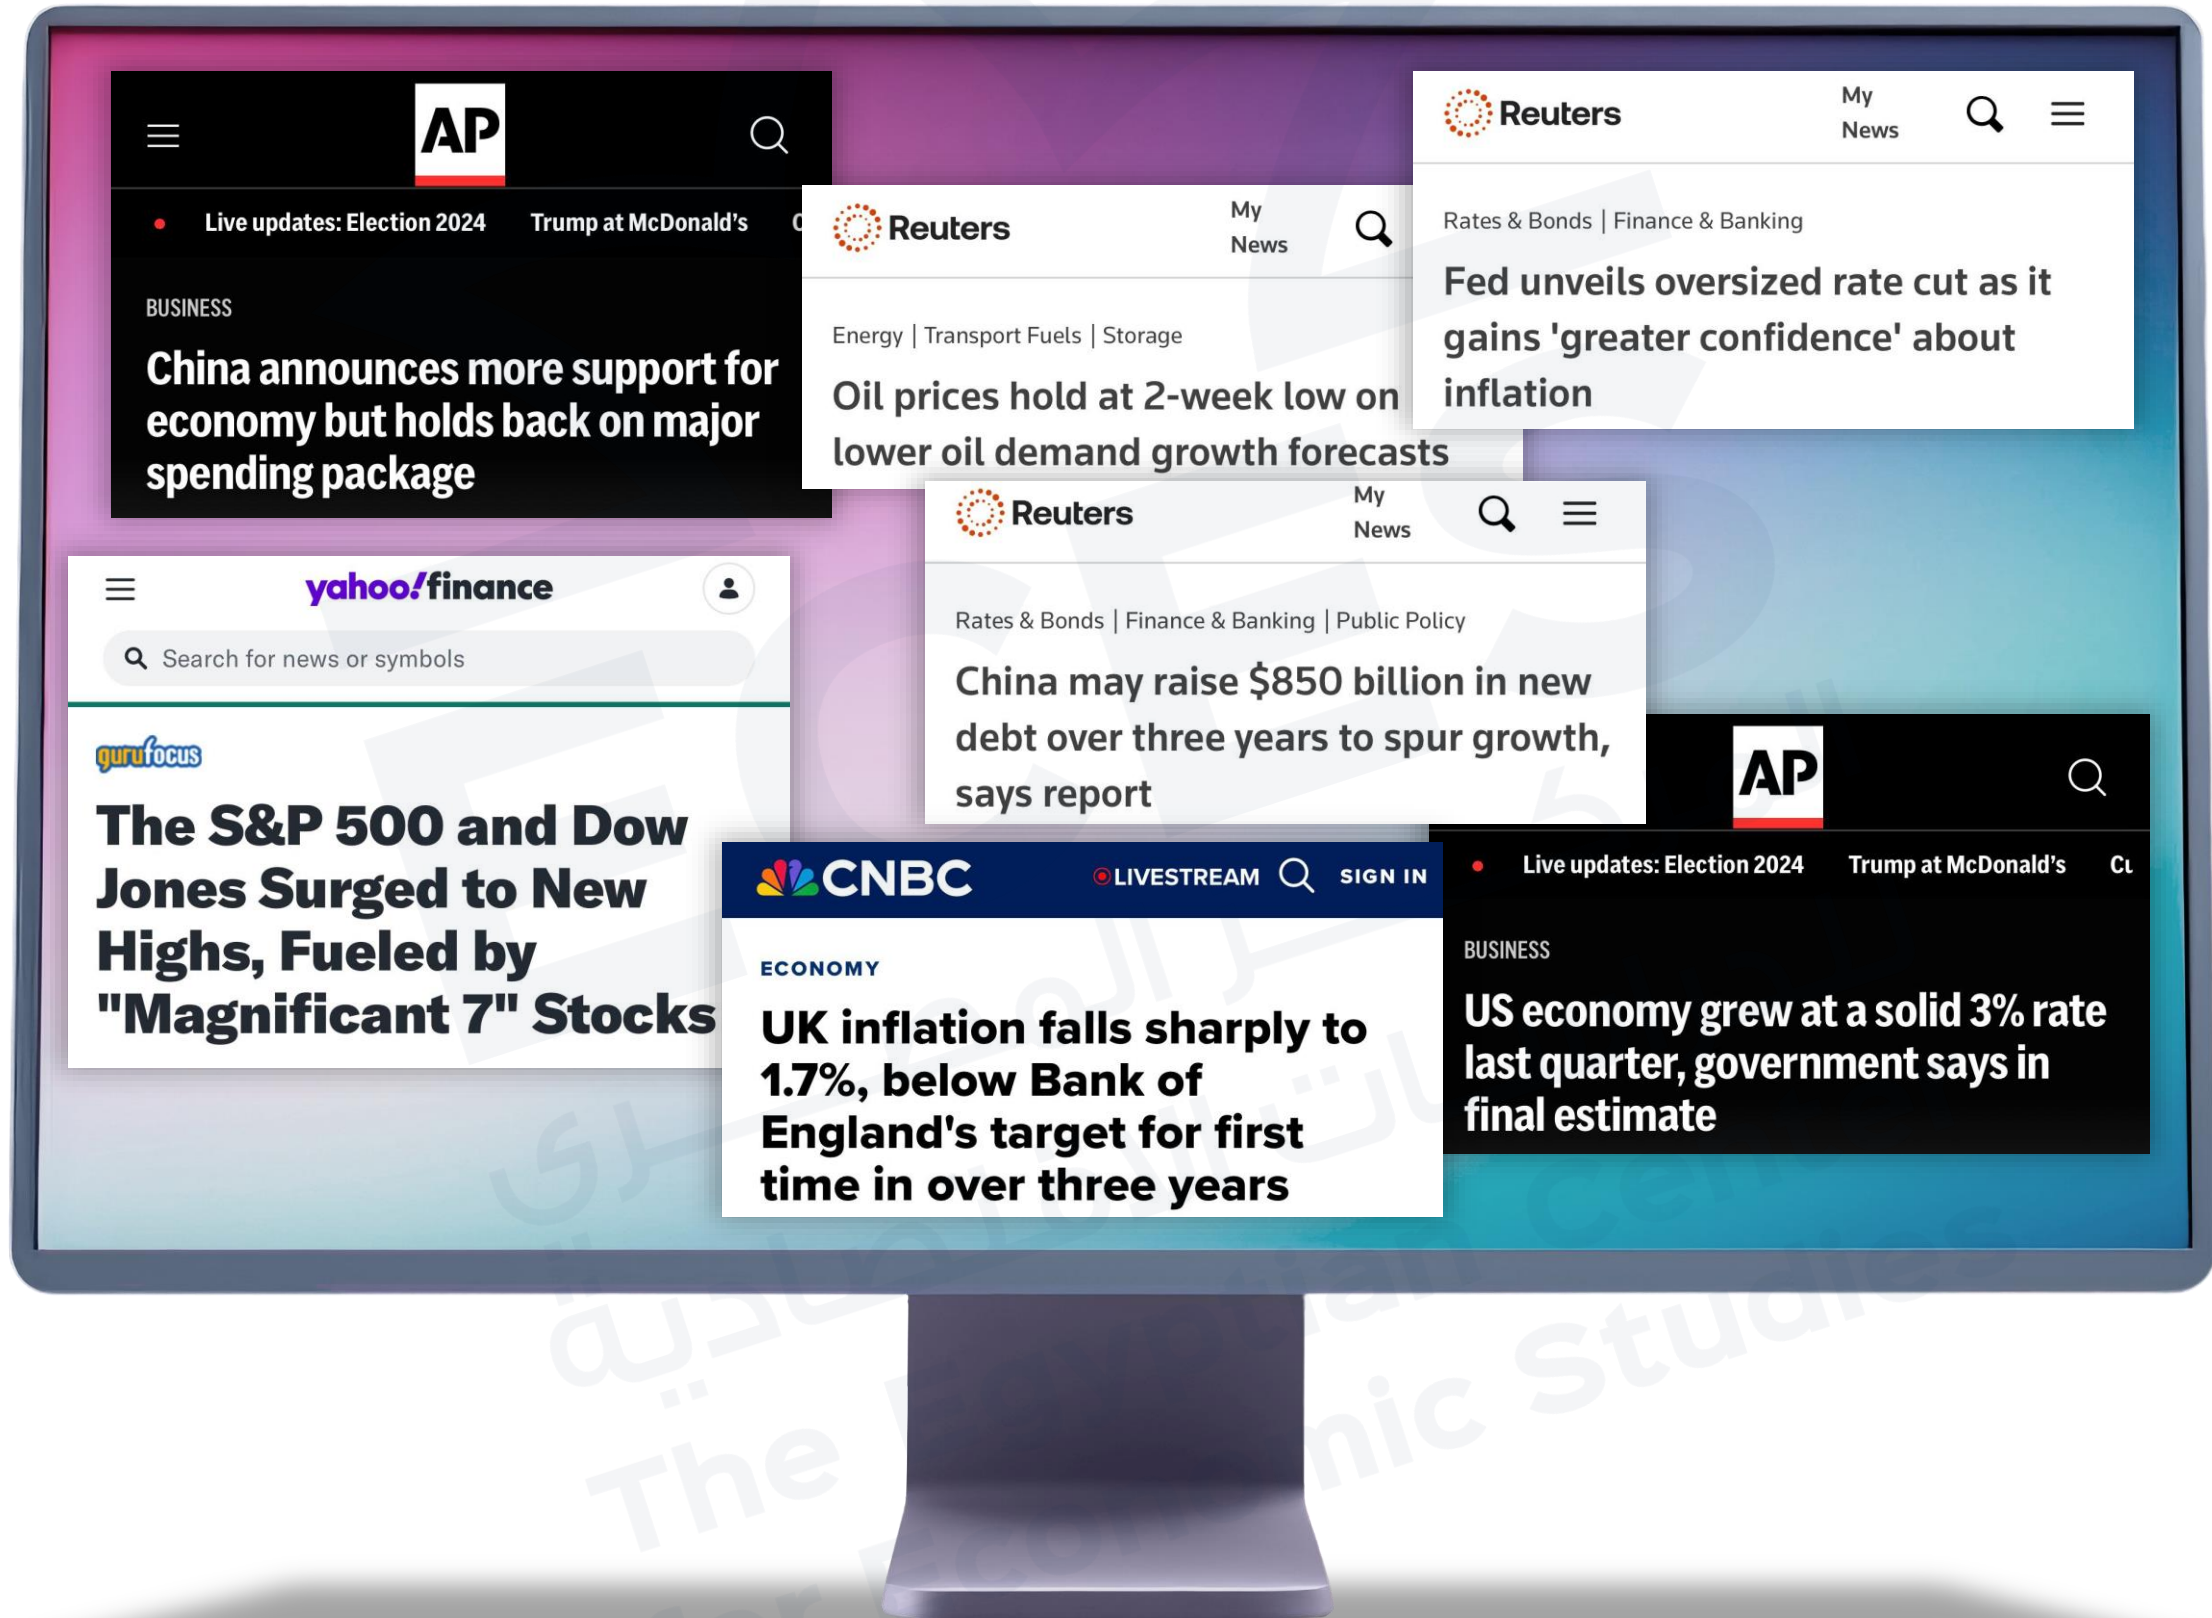 AP
Live updates: Election 2024 Trump at McDonald's
BUSINESS
China announces more support for
economy but holds back on major
spending package
Reuters
My
News
Energy | Transport Fuels | Storage
Oil prices hold at 2-week low on
lower oil demand growth forecasts
Reuters
My
News
Rates & Bonds | Finance & Banking
Fed unveils oversized rate cut as it
gains 'greater confidence' about
inflation
Reuters
My
News
Rates & Bonds | Finance & Banking | Public Policy
China may raise $850 billion in new
debt over three years to spur growth,
says report
yahoo!finance
Search for news or symbols
gurufocus
The S&P 500 and Dow
Jones Surged to New
Highs, Fueled by
"Magnificant 7" Stocks
CNBC
LIVESTREAM SIGN IN
ECONOMY
UK inflation falls sharply to
1.7%, below Bank of
England's target for first
time in over three years
AP
Live updates: Election 2024 Trump at McDonald's
BUSINESS
US economy grew at a solid 3% rate
last quarter, government says in
final estimate
ECES
The Egyptian Center
for Economic Studies